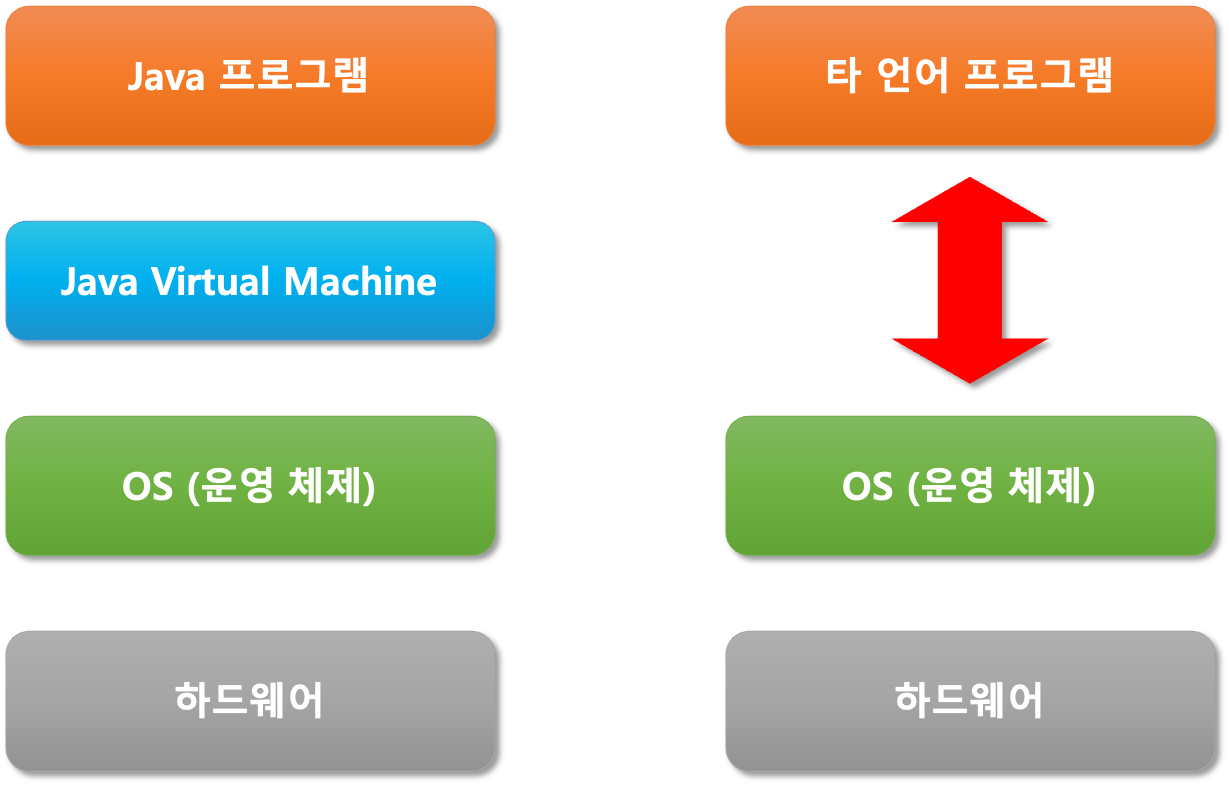 Java 프로그램
타 언어 프로그램
Java Virtual Machine
OS (운영 체제)
OS (운영 체제)
하드웨어
하드웨어